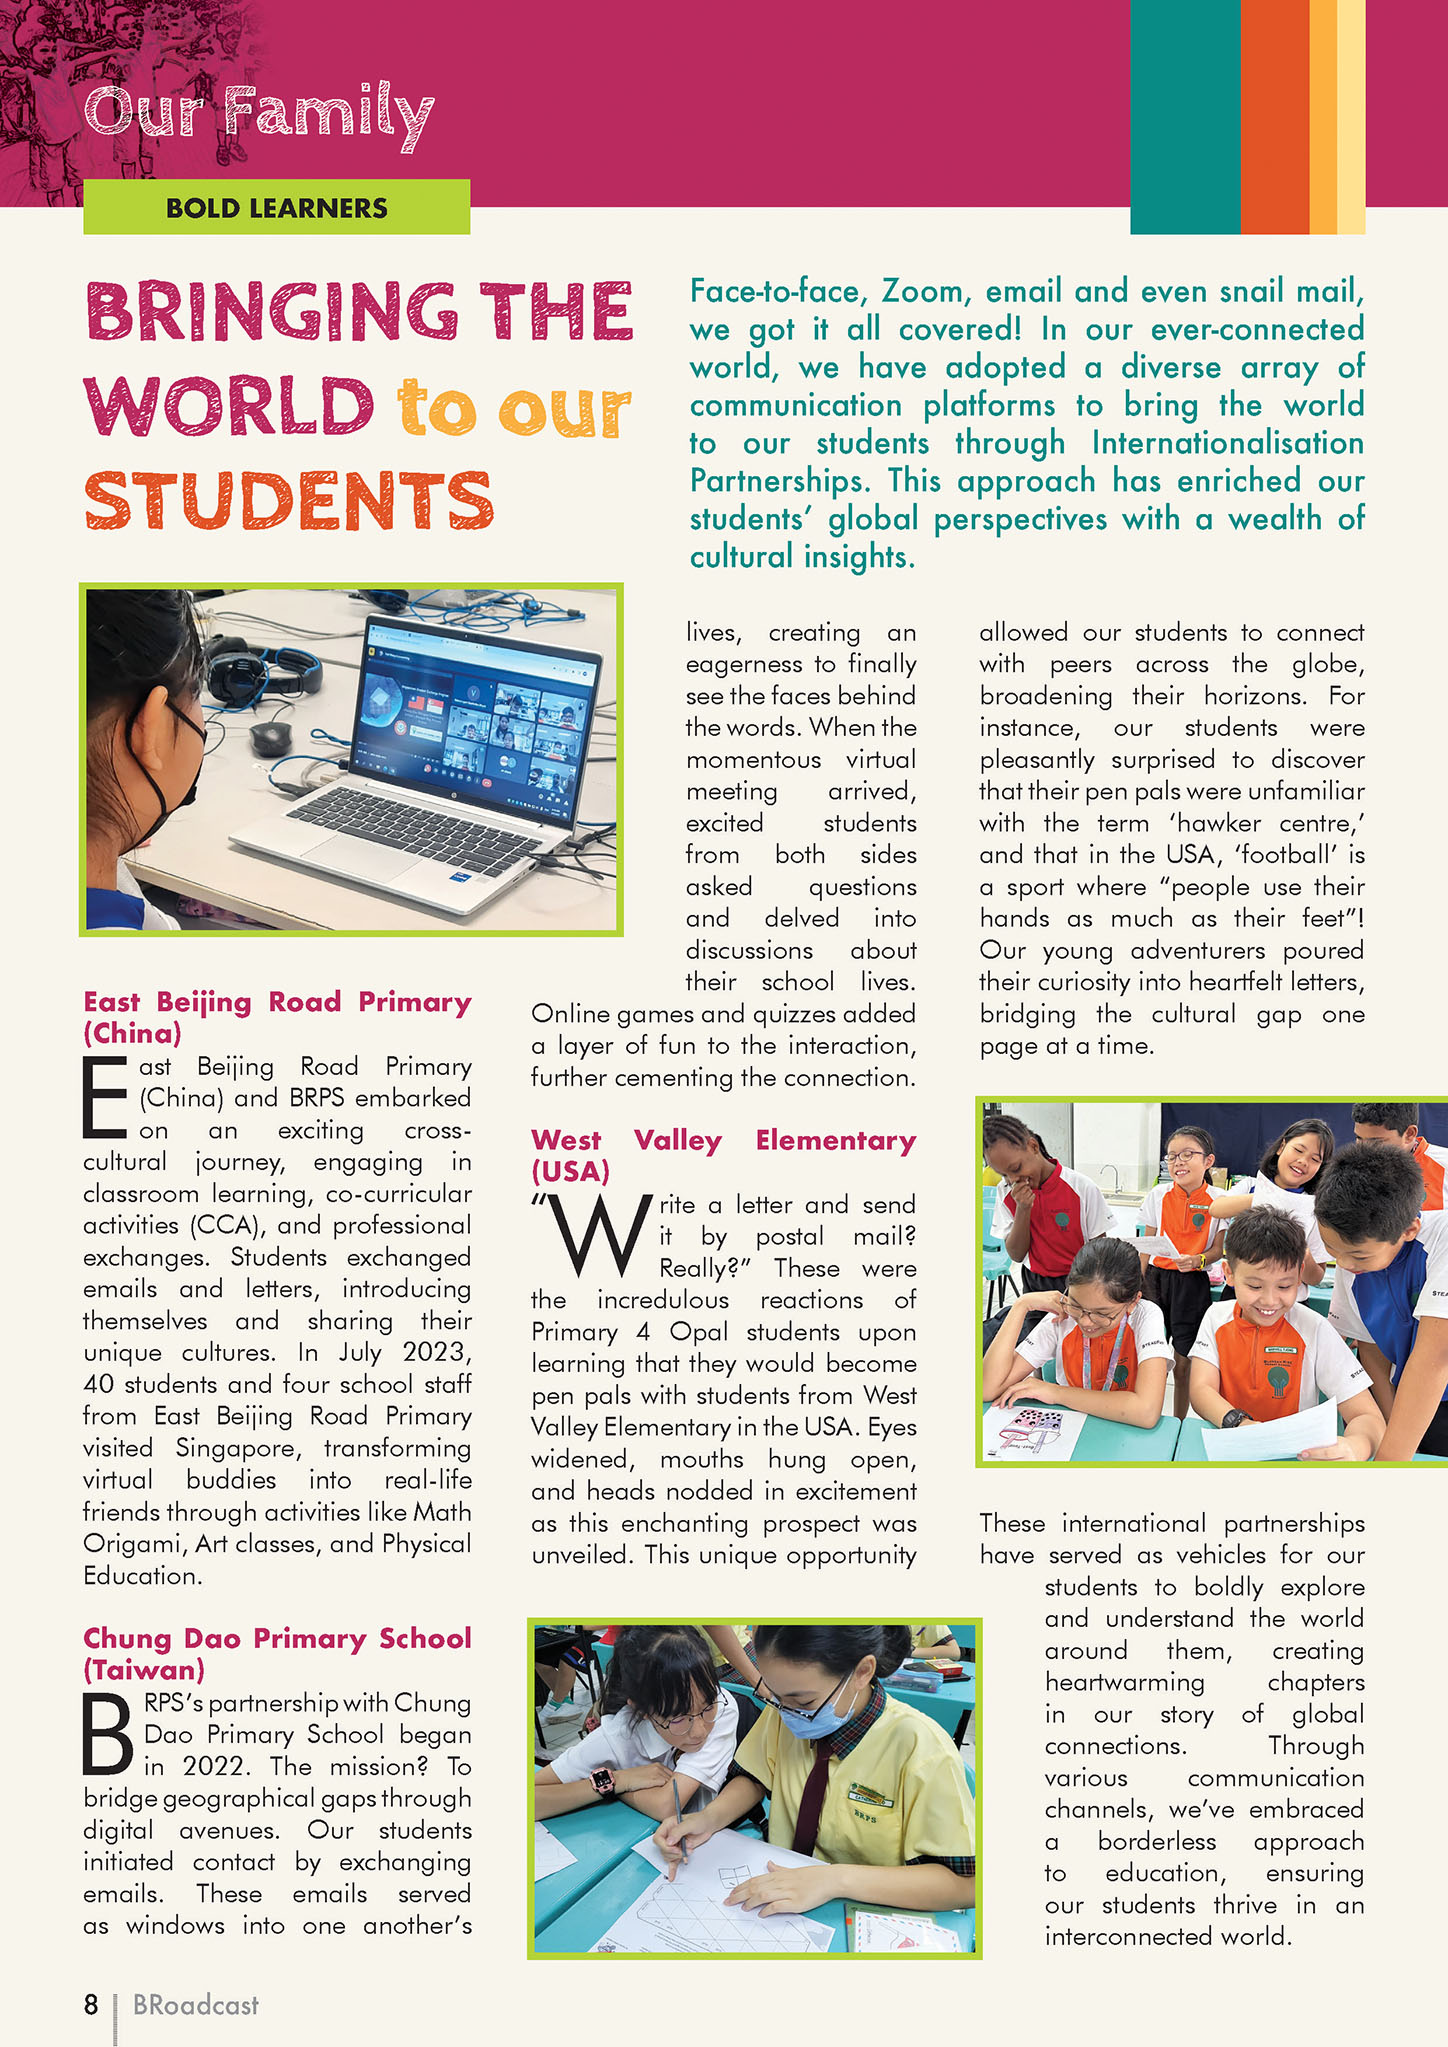 Our Family
BOLD LEARNERS
BRINGING THE
WORLD to our
STUDENTS
Face-to-face, Zoom, email and even snail mail,
we got it all covered! In our ever-connected
world, we have adopted a diverse array of
communication platforms to bring the world
to our students through Internationalisation
Partnerships. This approach has enriched our
students’ global perspectives with a wealth of
cultural insights.
East Beijing Road Primary
(China)
East Beijing Road Primary
(China) and BRPS embarked
on an exciting cross-
cultural journey, engaging in
classroom learning, co-curricular
activities (CCA), and professional
exchanges. Students exchanged
emails and letters, introducing
themselves and sharing their
unique cultures. In July 2023,
40 students and four school staff
from East Beijing Road Primary
visited Singapore, transforming
virtual buddies into real-life
friends through activities like Math
Origami, Art classes, and Physical
Education.
Chung Dao Primary School
(Taiwan)
BRPS’s partnership with Chung
Dao Primary School began
in 2022. The mission? To
bridge geographical gaps through
digital avenues. Our students
initiated contact by exchanging
emails. These emails served
as windows into one another’s
lives, creating an
eagerness to finally
see the faces behind
the words. When the
momentous virtual
meeting arrived,
excited students
from both sides
asked questions
and delved into
discussions about
their school lives.
Online games and quizzes added
a layer of fun to the interaction,
further cementing the connection.
West Valley Elementary
(USA)
“Write a letter and send
it by postal mail?
Really?” These were
the incredulous reactions of
Primary 4 Opal students upon
learning that they would become
pen pals with students from West
Valley Elementary in the USA. Eyes
widened, mouths hung open,
and heads nodded in excitement
as this enchanting prospect was
unveiled. This unique opportunity
allowed our students to connect
with peers across the globe,
broadening their horizons. For
instance, our students were
pleasantly surprised to discover
that their pen pals were unfamiliar
with the term ‘hawker centre,’
and that in the USA, ‘football’ is
a sport where “people use their
hands as much as their feet”!
Our young adventurers poured
their curiosity into heartfelt letters,
bridging the cultural gap one
page at a time.
STEADFAST
BRPS
These international partnerships
have served as vehicles for our
students to boldly explore
and understand the world
around them, creating
heartwarming chapters
in our story of global
connections. Through
various communication
channels, we’ve embraced
a borderless approach
to education, ensuring
our students thrive in an
interconnected world.
8
BRoadcast